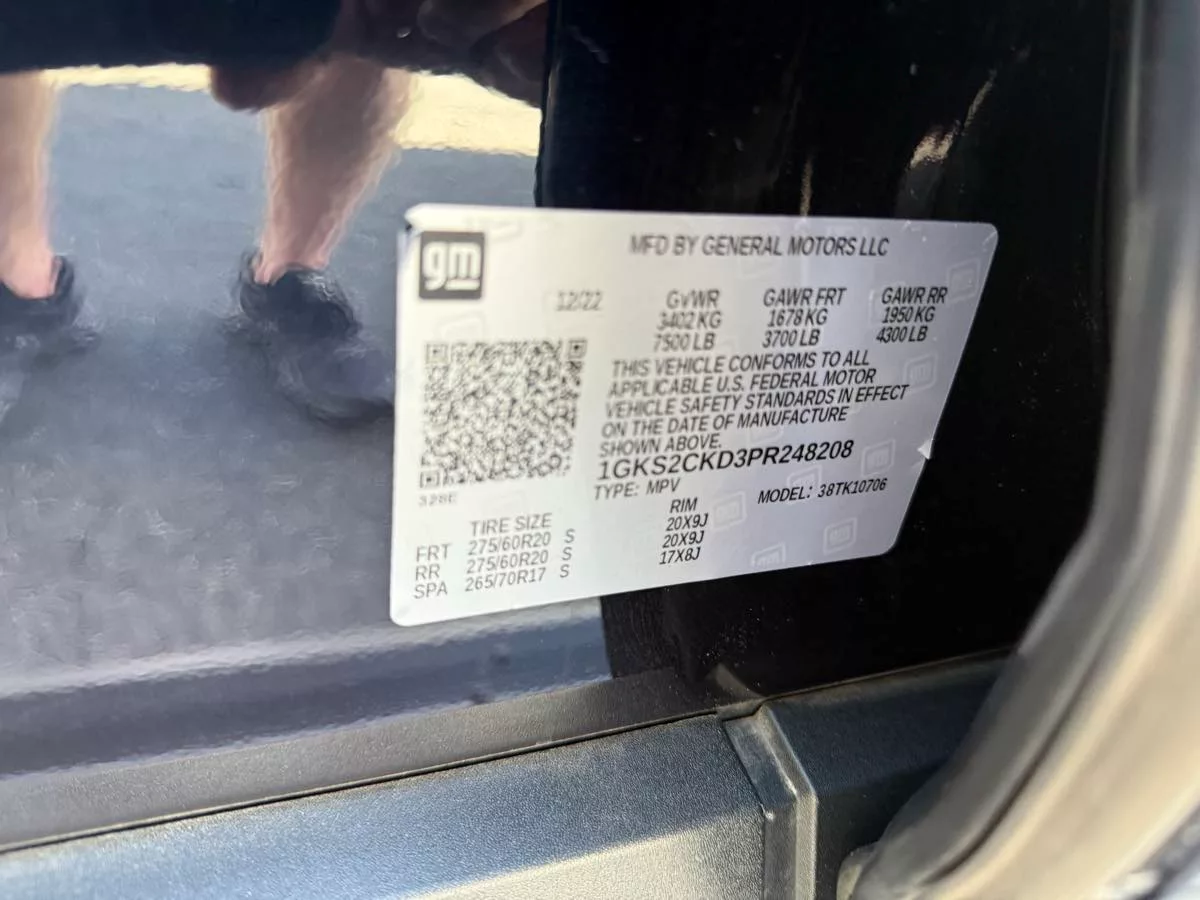 gm
MFD BY GENERAL MOTORS LLC
12/22
GVWR GAWR FRT GAWR RR
3402 KG 1678 KG 1950 KG
7500 LB 3700 LB 4300 LB
THIS VEHICLE CONFORMS TO ALL
APPLICABLE U.S. FEDERAL MOTOR
VEHICLE SAFETY STANDARDS IN EFFECT
ON THE DATE OF MANUFACTURE
SHOWN ABOVE.
1GKS2CKD3PR248208
TYPE: MPV
MODEL: 38TK10706
TIRE SIZE RIM
FRT 275/60R20 S 20X9J
RR 275/60R20 S 20X9J
SPA 265/70R17 S 17X8J